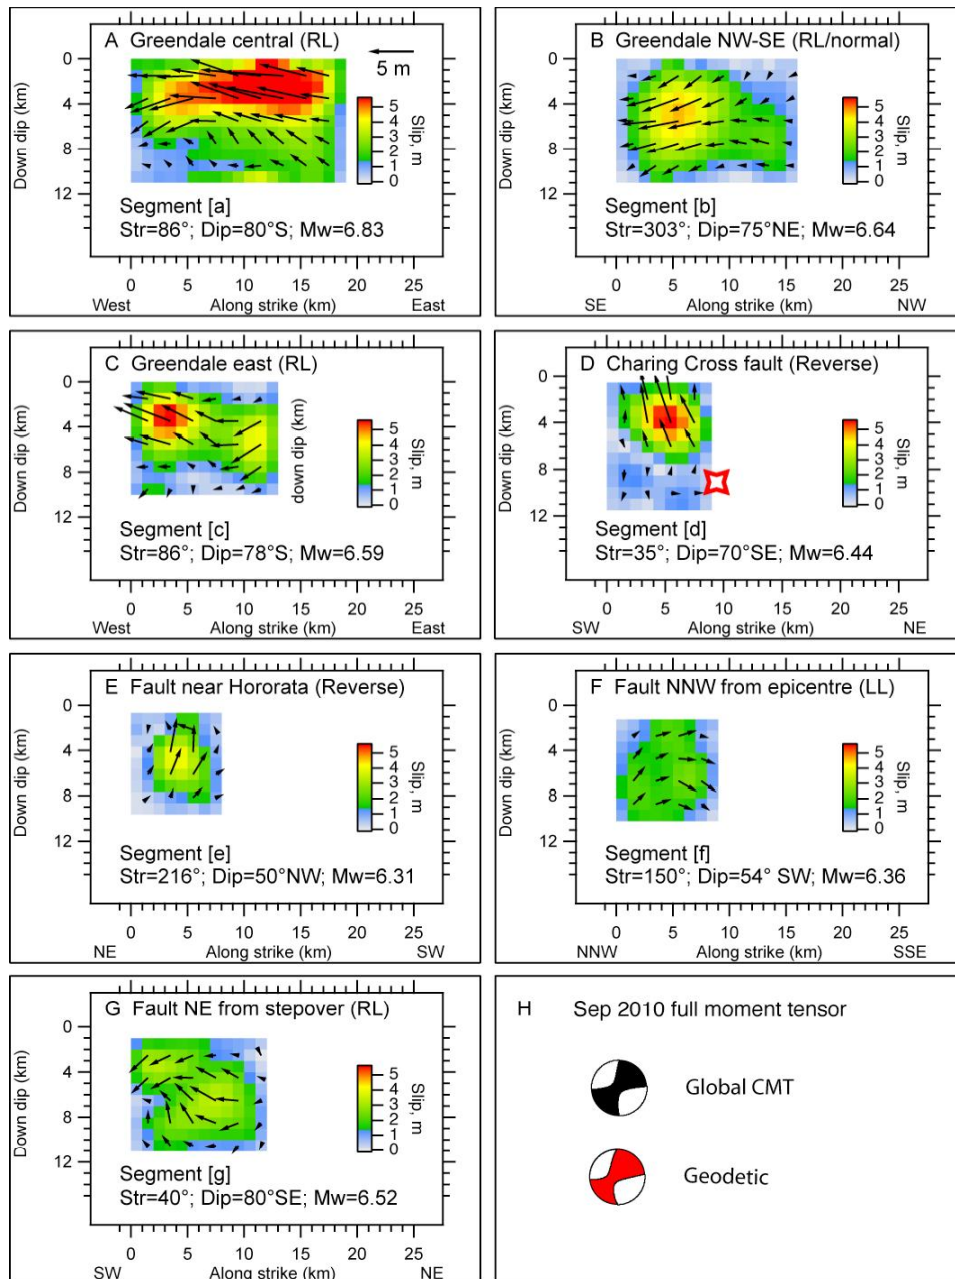 A Greendale central (RL)
5 m
Down dip (km)
0
4
8
12
5
4
3
2
1
0
Slip, m
Segment [a]
Str=86°; Dip=80°S; Mw=6.83
0 5 10 15 20 25
West Along strike (km) East
B Greendale NW-SE (RL/normal)
Down dip (km)
0
4
8
12
5
4
3
2
1
0
Slip, m
Segment [b]
Str=303°; Dip=75°NE; Mw=6.64
0 5 10 15 20 25
SE Along strike (km) NW
C Greendale east (RL)
Down dip (km)
0
4
8
12
down dip (km)
5
4
3
2
1
0
Slip, m
Segment [c]
Str=86°; Dip=78°S; Mw=6.59
0 5 10 15 20 25
West Along strike (km) East
D Charing Cross fault (Reverse)
0
4
8
12
5
4
3
2
1
0
Slip, m
Segment [d]
Str=35°; Dip=70°SE; Mw=6.44
0 5 10 15 20 25
SW Along strike (km) NE
E Fault near Hororata (Reverse)
Down dip (km)
0
4
8
12
5
4
3
2
1
0
Slip, m
Segment [e]
Str=216°; Dip=50°NW; Mw=6.31
0 5 10 15 20 25
NE Along strike (km) SW
F Fault NNW from epicentre (LL)
Down dip (km)
0
4
8
12
5
4
3
2
1
0
Slip, m
Segment [f]
Str=150°; Dip=54° SW; Mw=6.36
0 5 10 15 20 25
NNW Along strike (km) SSE
G Fault NE from stepover (RL)
Down dip (km)
0
4
8
12
5
4
3
2
1
0
Slip, m
Segment [g]
Str=40°; Dip=80°SE; Mw=6.52
0 5 10 15 20 25
SW Along strike (km) NE
H Sep 2010 full moment tensor
Global CMT
Geodetic